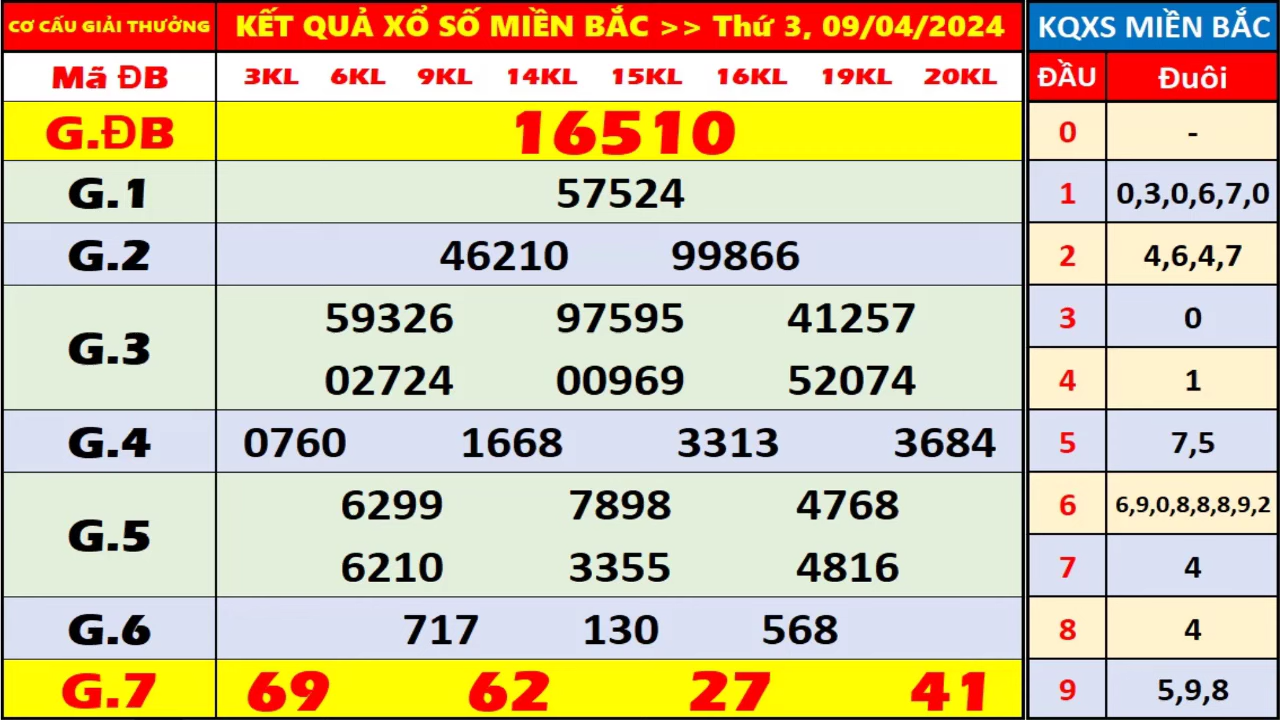 CƠ CẤU GIẢI THƯỞNG KẾT QUẢ XỔ SỐ MIỀN BẮC >> Thứ 3, 09/04/2024
Mã ĐB 3KL 6KL 9KL 14KL 15KL 16KL 19KL 20KL
G.ĐB 16510
G.1 57524
G.2 46210 99866
G.3 59326 97595 41257
02724 00969 52074
G.4 0760 1668 3313 3684
G.5 6299 7898 4768
6210 3355 4816
G.6 717 130 568
G.7 69 62 27 41
KQXS MIỀN BẮC
ĐẦU Đuôi
0 -
1 0,3,0,6,7,0
2 4,6,4,7
3 0
4 1
5 7,5
6 6,9,0,8,8,8,9,2
7 4
8 4
9 5,9,8